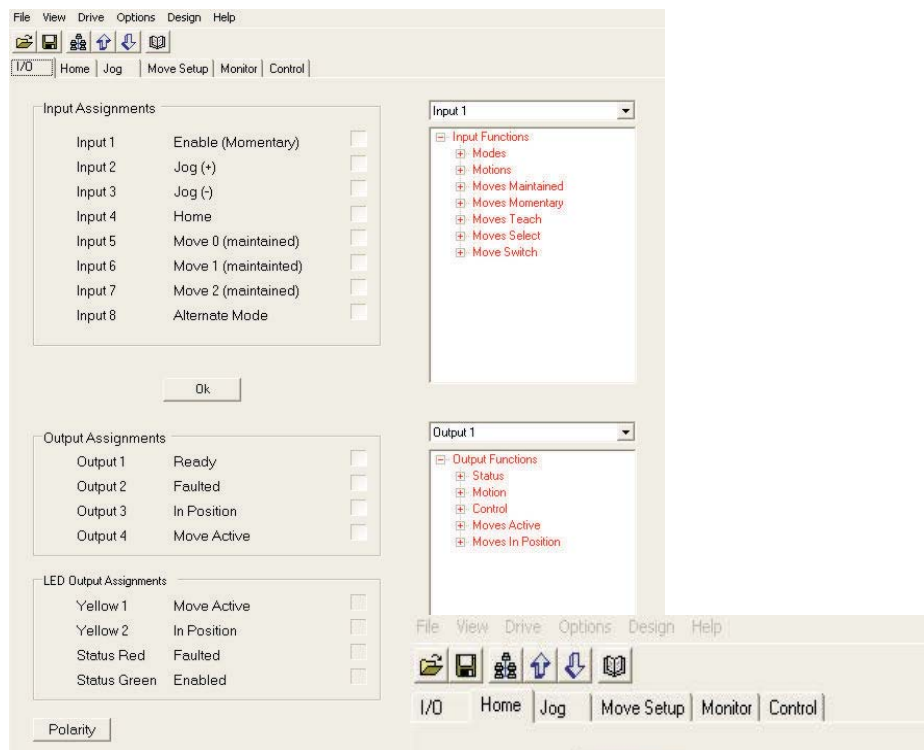 File View Drive Options Design Help
I/O Home Jog Move Setup Monitor Control
Input Assignments
Input 1 Enable (Momentary)
Input 2 Jog (+)
Input 3 Jog (-)
Input 4 Home
Input 5 Move 0 (maintained)
Input 6 Move 1 (maintainted)
Input 7 Move 2 (maintained)
Input 8 Alternate Mode
Ok
Input 1
Input Functions
Modes
Motions
Moves Maintained
Moves Momentary
Moves Teach
Moves Select
Move Switch
Output Assignments
Output 1 Ready
Output 2 Faulted
Output 3 In Position
Output 4 Move Active
Output 1
Output Functions
Status
Motion
Control
Moves Active
Moves In Position
LED Output Assignments
Yellow 1 Move Active
Yellow 2 In Position
Status Red Faulted
Status Green Enabled
Polarity
File View Drive Options Design Help
I/O Home Jog Move Setup Monitor Control